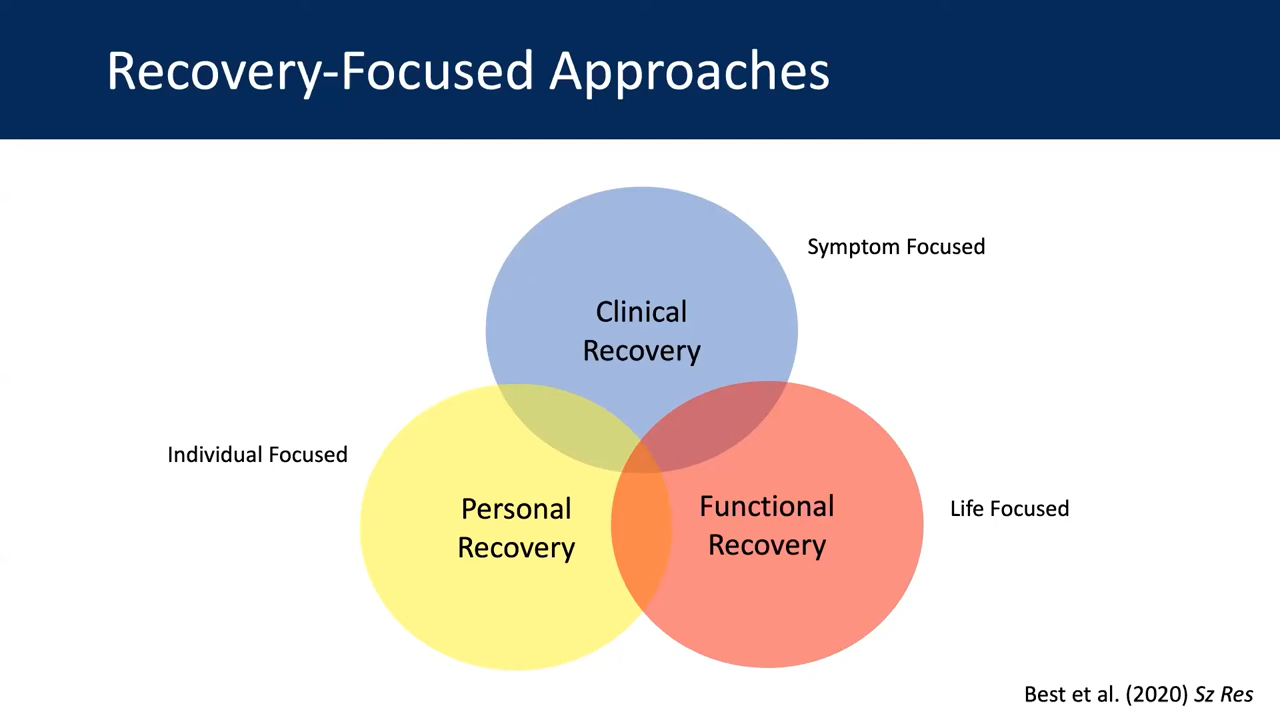 Recovery-Focused Approaches
Symptom Focused
Clinical
Recovery
Individual Focused
Personal
Recovery
Functional
Recovery
Life Focused
Best et al. (2020) Sz Res